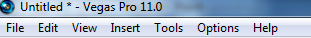 Untitled * - Vegas Pro 11.0
File Edit View Insert Tools Options Help